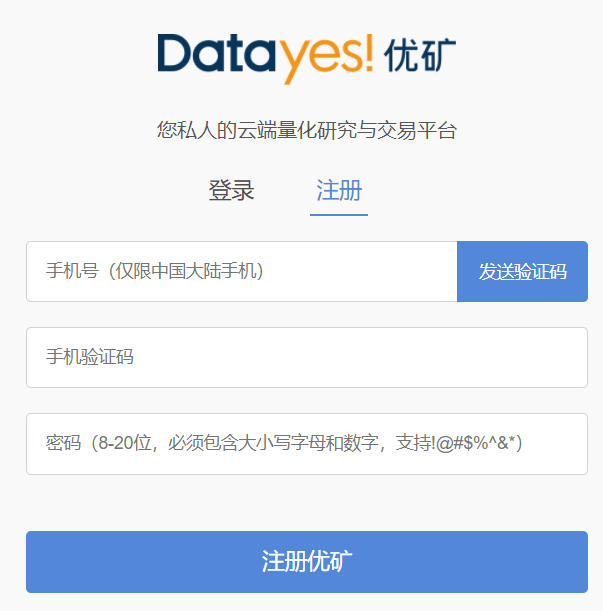 Datayes! 优矿
您私人的云端量化研究与交易平台
登录 注册
手机号（仅限中国大陆手机） 发送验证码
手机验证码
密码（8-20位，必须包含大小写字母和数字，支持!@#$%^&*）
注册优矿